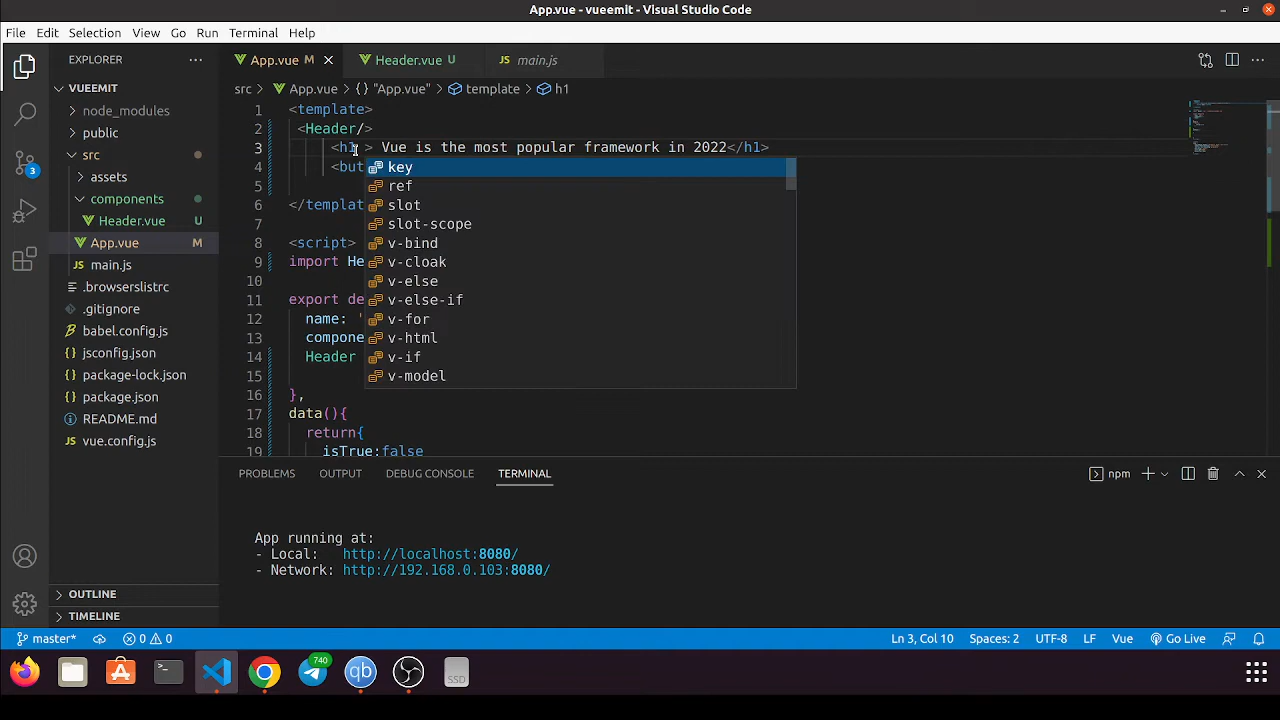 App.vue - vueemit - Visual Studio Code
File Edit Selection View Go Run Terminal Help
EXPLORER
App.vue M
Header.vue U
JS main.js
VUEEMIT
src App.vue {} "App.vue" template h1
node_modules
public
src
assets
components
Header.vue U
App.vue M
JS main.js
.browserslistrc
.gitignore
babel.config.js
{} jsconfig.json
{} package-lock.json
{} package.json
README.md
vue.config.js
OUTLINE
TIMELINE
1 <template>
2 <Header/>
3 <h1 > Vue is the most popular framework in 2022</h1>
4 <but
5
6 </templat
7
8 <script>
9 import He
10
11 export de
12 name: '
13 compone
14 Header
15
16 },
17 data(){
18 return{
19 isTrue:false
key
ref
slot
slot-scope
v-bind
v-cloak
v-else
v-else-if
v-for
v-html
v-if
v-model
PROBLEMS OUTPUT DEBUG CONSOLE TERMINAL
npm
App running at:
- Local: http://localhost:8080/
- Network: http://192.168.0.103:8080/
3
master* 0 0
Ln 3, Col 10 Spaces: 2 UTF-8 LF Vue Go Live
740
qb
SSD